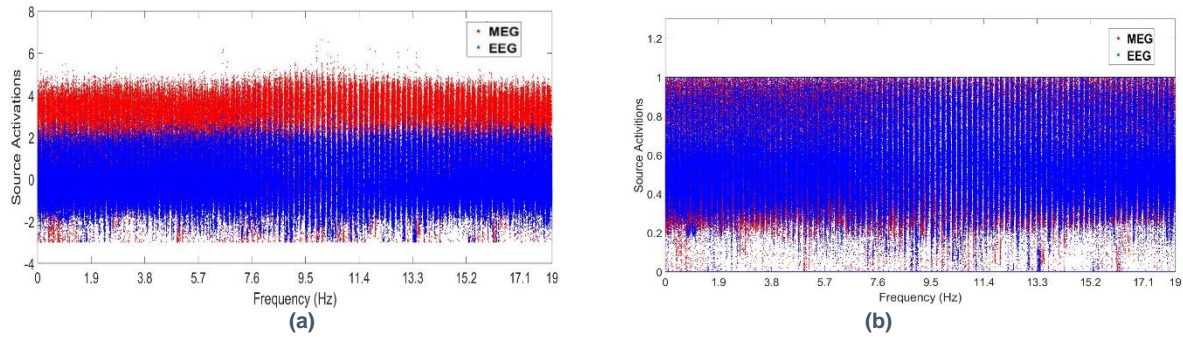 8
6
4
2
0
-2
-4
Source Activations
MEG
EEG
0 1.9 3.8 5.7 7.6 9.5 11.4 13.3 15.2 17.1 19
Frequency (Hz)
(a)
1.2
1
0.8
0.6
0.4
0.2
0
Source Activitions
MEG
EEG
0 1.9 3.8 5.7 7.6 9.5 11.4 13.3 15.2 17.1 19
Frequency (Hz)
(b)